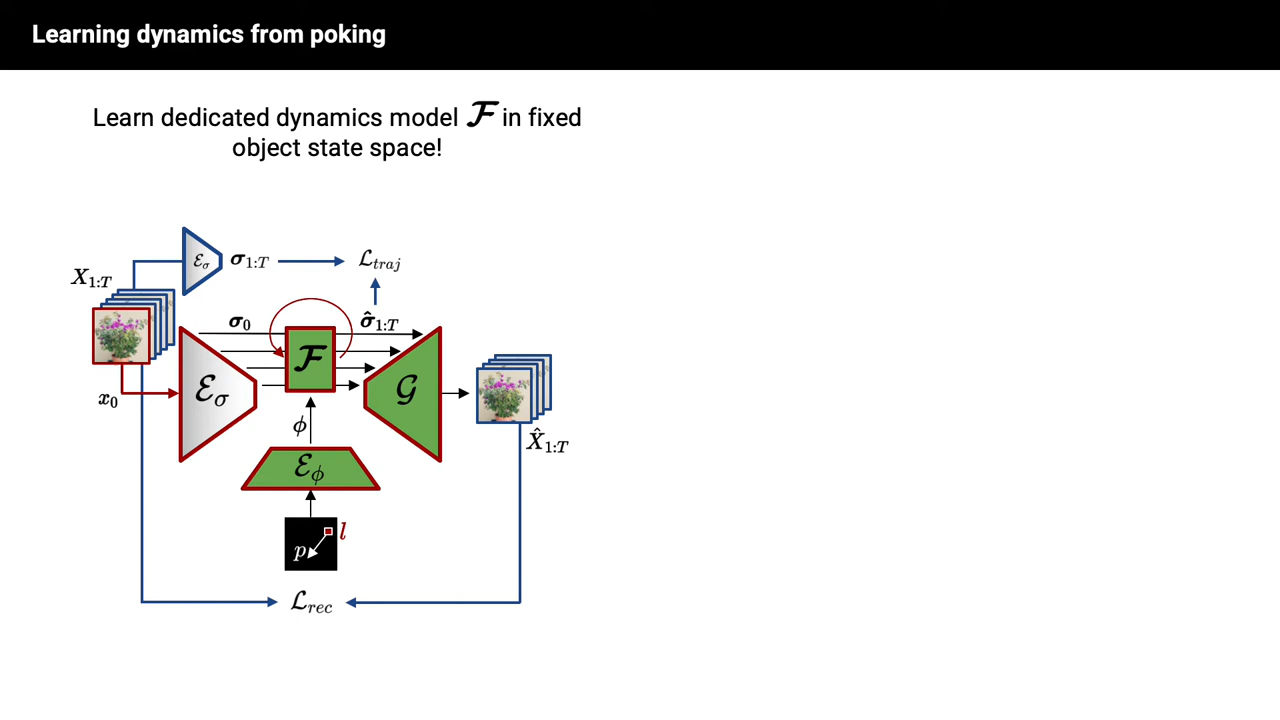 Learning dynamics from poking
Learn dedicated dynamics model 𝓕 in fixed
object state space!
ℰσ σ1:T ℒtraj
X1:T
σ0 σ̂1:T
𝓕
ℰσ 𝒢
x0
ϕ
X̂1:T
ℰϕ
l
p
ℒrec